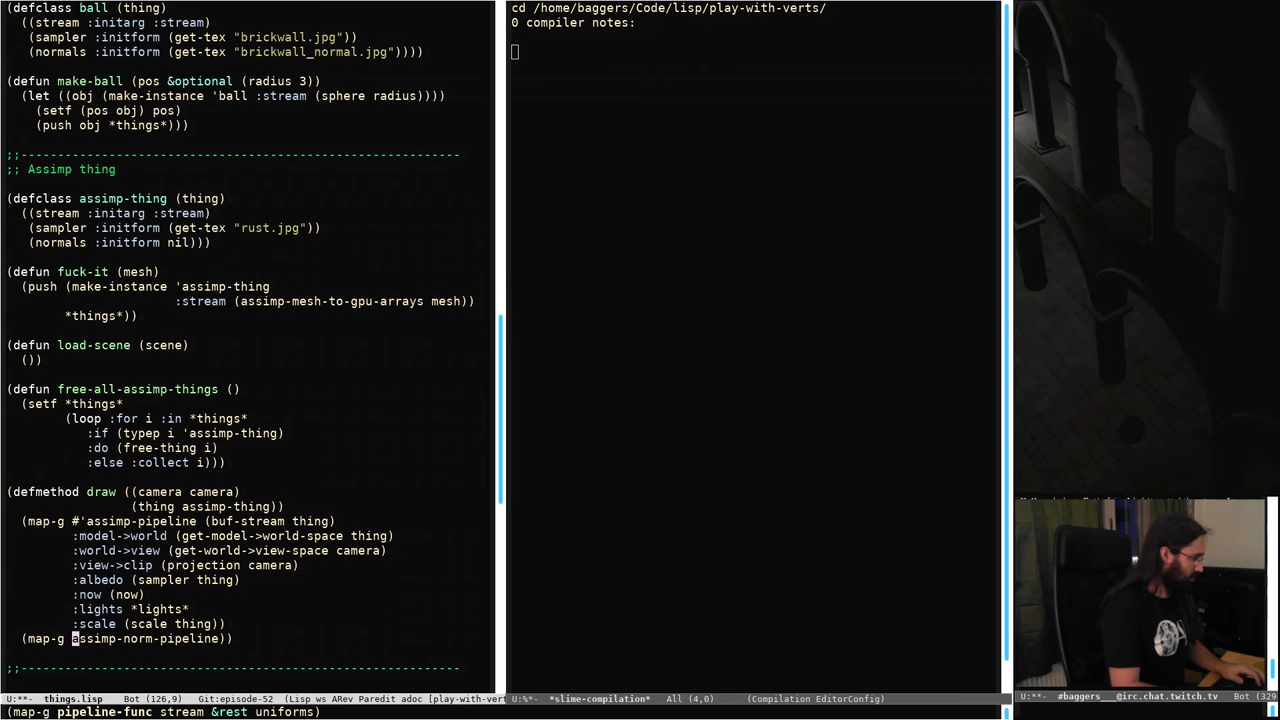 (defclass ball (thing)
  ((stream :initarg :stream)
   (sampler :initform (get-tex "brickwall.jpg"))
   (normals :initform (get-tex "brickwall_normal.jpg"))))
(defun make-ball (pos &optional (radius 3))
  (let ((obj (make-instance 'ball :stream (sphere radius))))
    (setf (pos obj) pos)
    (push obj *things*)))
;;------------------------------------------------------------
;; Assimp thing
(defclass assimp-thing (thing)
  ((stream :initarg :stream)
   (sampler :initform (get-tex "rust.jpg"))
   (normals :initform nil)))
(defun fuck-it (mesh)
  (push (make-instance 'assimp-thing
                       :stream (assimp-mesh-to-gpu-arrays mesh))
        *things*))
(defun load-scene (scene)
  ())
(defun free-all-assimp-things ()
  (setf *things*
        (loop :for i :in *things*
           :if (typep i 'assimp-thing)
           :do (free-thing i)
           :else :collect i)))
(defmethod draw ((camera camera)
                 (thing assimp-thing))
  (map-g #'assimp-pipeline (buf-stream thing)
         :model->world (get-model->world-space thing)
         :world->view (get-world->view-space camera)
         :view->clip (projection camera)
         :albedo (sampler thing)
         :now (now)
         :lights *lights*
         :scale (scale thing))
  (map-g assimp-norm-pipeline))
;;------------------------------------------------------------
U:**-  things.lisp   Bot (126,9)   Git:episode-52  (Lisp ws ARev Paredit adoc [play-with-vert
(map-g pipeline-func stream &rest uniforms)
cd /home/baggers/Code/lisp/play-with-verts/
0 compiler notes:
U:%*-  *slime-compilation*   All (4,0)     (Compilation EditorConfig)
U:**-  #baggers___@irc.chat.twitch.tv   Bot (329